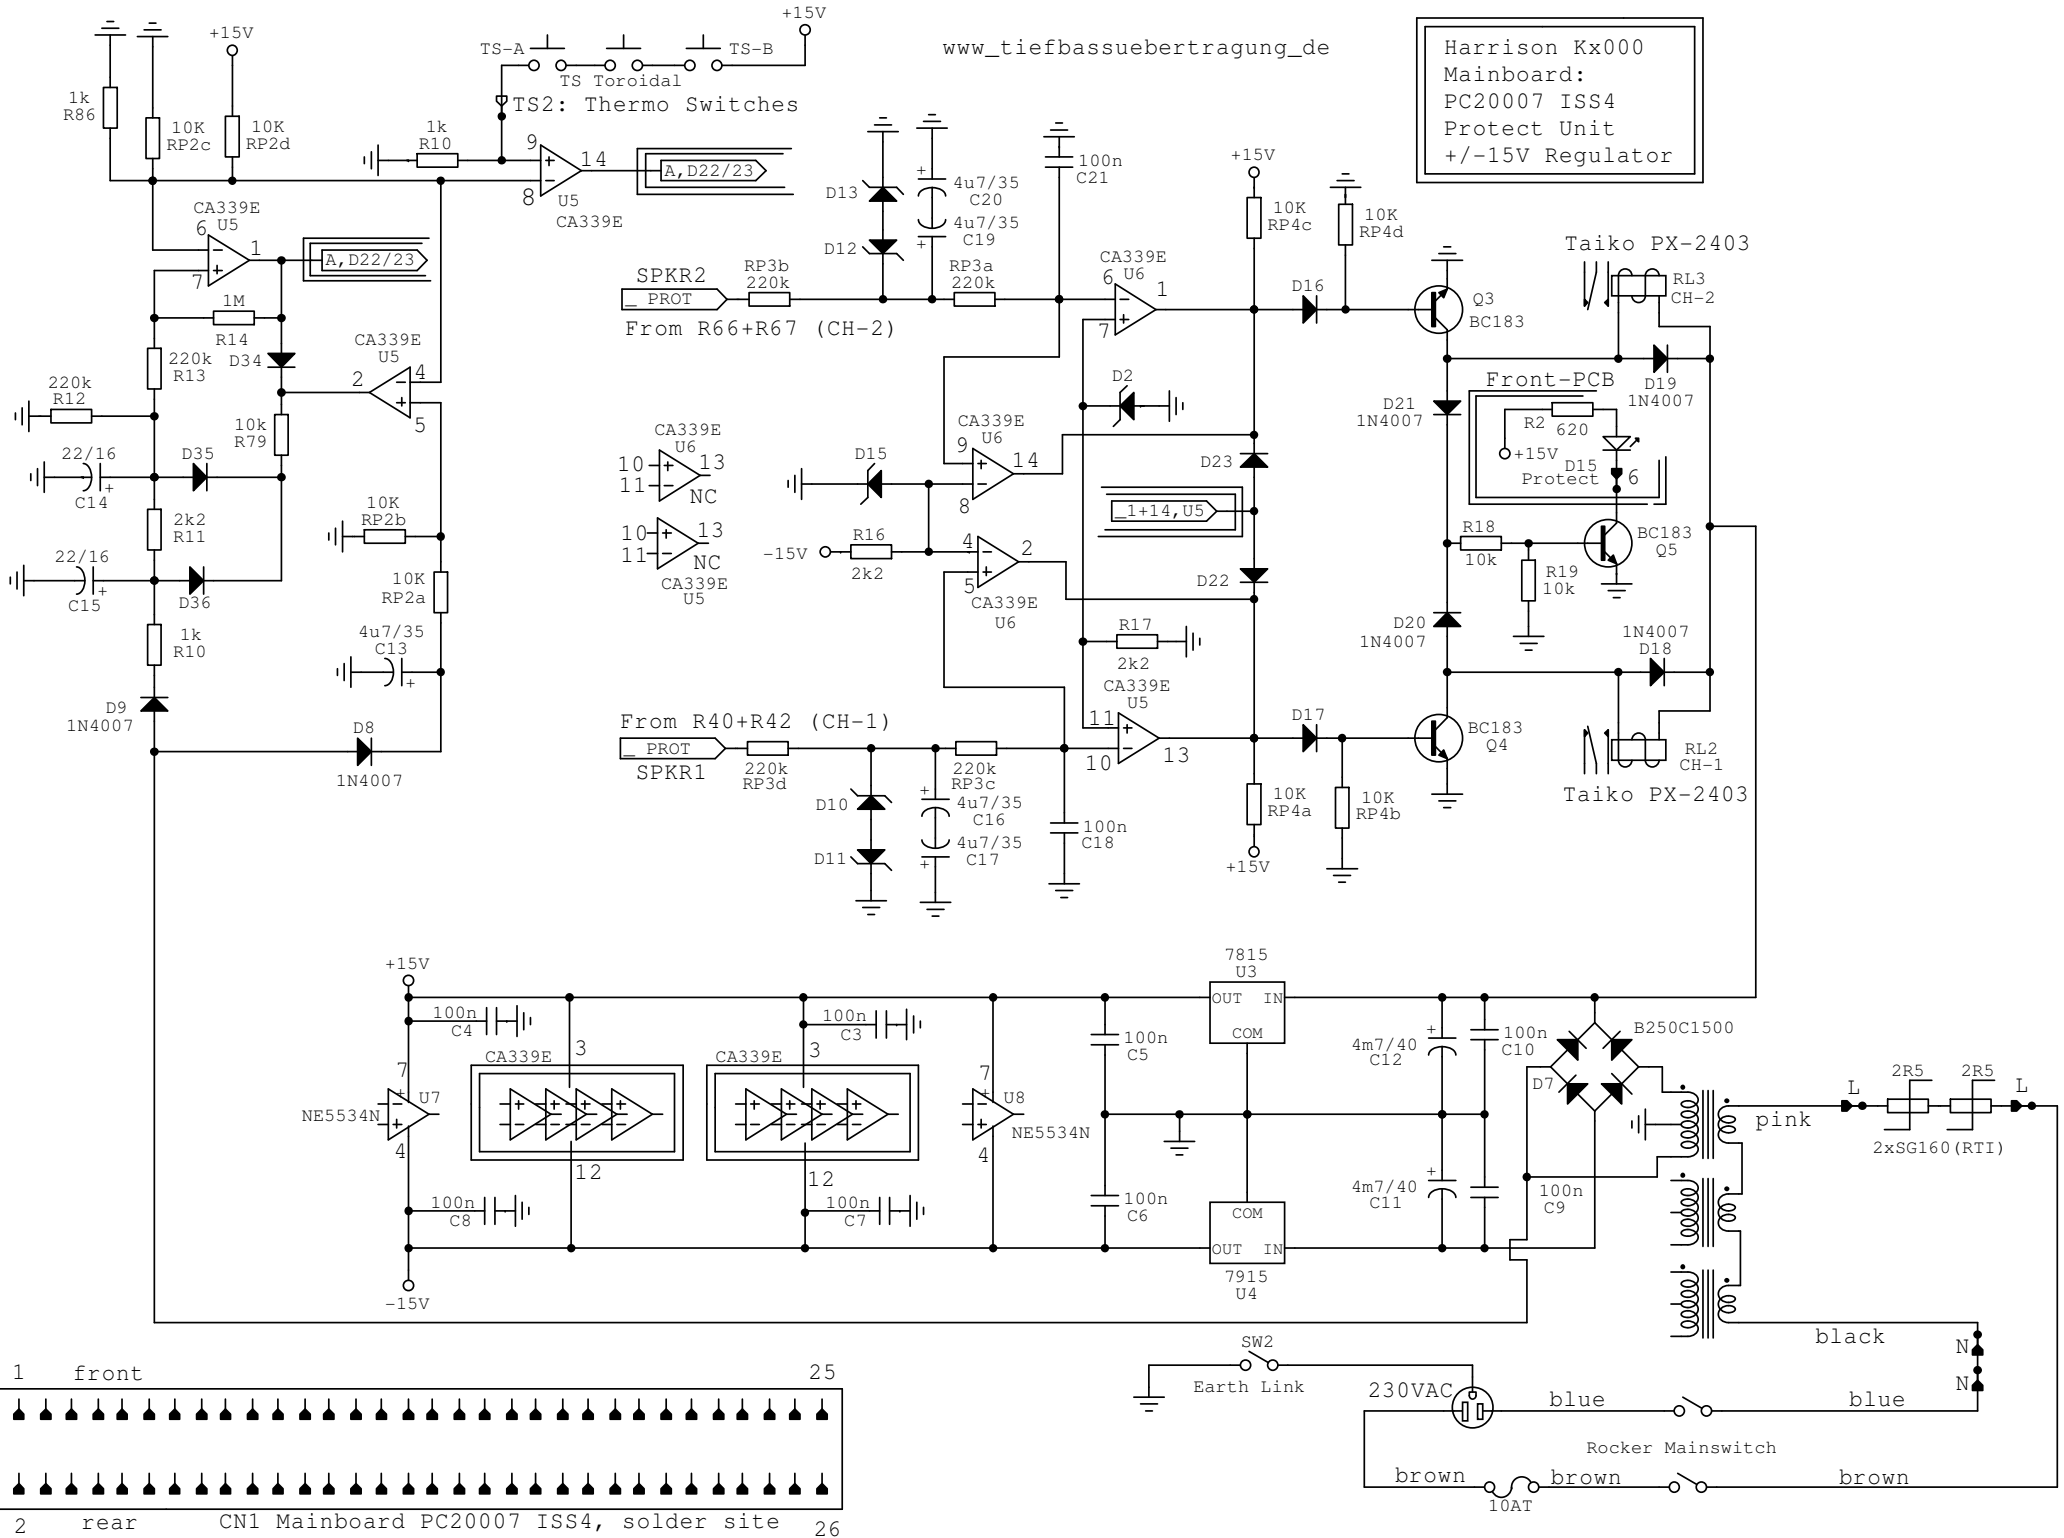 +15V
+15V
www_tiefbassuebertragung_de
Harrison Kx000
Mainboard:
PC20007 ISS4
Protect Unit
+/-15V Regulator
TS-A
TS-B
TS Toroidal
TS2: Thermo Switches
1k
R86
10K
RP2c
10K
RP2d
1k
R10
9
8
14
U5
CA339E
A,D22/23
CA339E
U5
6
7
1
A,D22/23
1M
R14
D34
220k
R13
220k
R12
CA339E
U5
2
4
5
10k
R79
22/16
C14
+
D35
2k2
R11
22/16
C15
+
D36
10K
RP2b
10K
RP2a
1k
R10
4u7/35
C13
+
D9
1N4007
D8
1N4007
D13
D12
+
4u7/35
C20
4u7/35
C19
+
100n
C21
SPKR2
_ PROT
From R66+R67 (CH-2)
RP3b
220k
RP3a
220k
CA339E
U6
6
7
1
+15V
10K
RP4c
10K
RP4d
D16
Q3
BC183
Taiko PX-2403
RL3
CH-2
D19
1N4007
D2
D21
1N4007
Front-PCB
R2
620
+15V
D15
Protect
6
CA339E
U6
10
11
13
NC
10
11
13
NC
CA339E
U5
D15
CA339E
U6
9
8
14
D23
_1+14,U5
D22
-15V
R16
2k2
4
5
2
CA339E
U6
R17
2k2
R18
10k
R19
10k
BC183
Q5
D20
1N4007
1N4007
D18
From R40+R42 (CH-1)
_ PROT
SPKR1
220k
RP3d
220k
RP3c
CA339E
U5
11
10
13
D17
BC183
Q4
RL2
CH-1
Taiko PX-2403
D10
D11
+
4u7/35
C16
4u7/35
C17
+
100n
C18
10K
RP4a
+15V
10K
RP4b
+15V
100n
C4
100n
C3
CA339E
3
CA339E
3
7
U7
NE5534N
4
12
12
7
U8
NE5534N
4
100n
C8
100n
C7
-15V
100n
C5
100n
C6
7815
U3
OUT IN
COM
COM
OUT IN
7915
U4
+
4m7/40
C12
100n
C10
+
4m7/40
C11
100n
C9
B250C1500
D7
pink
L
2R5
2R5
L
2xSG160(RTI)
black
N
N
SW2
Earth Link
230VAC
blue
blue
Rocker Mainswitch
brown
10AT
brown
brown
1
front
25
2
rear
CN1 Mainboard PC20007 ISS4, solder site
26